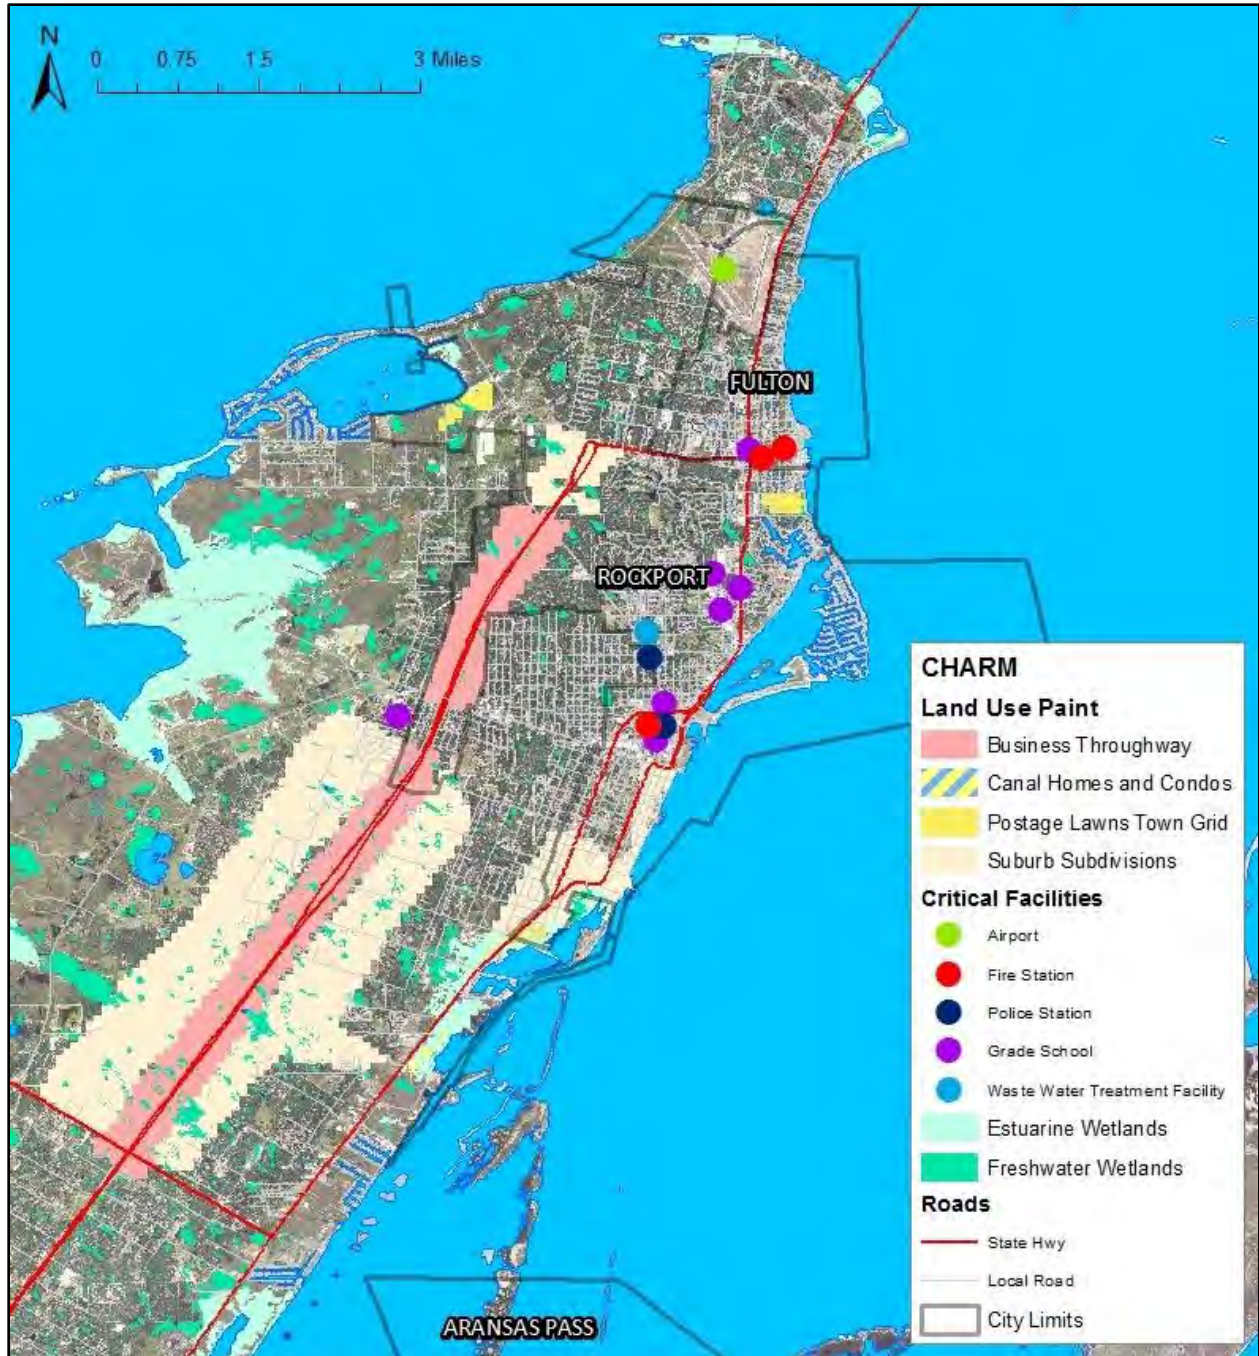 N
0 0.75 1.5 3 Miles
FULTON
ROCKPORT
ARANSAS PASS
CHARM
Land Use Paint
Business Throughway
Canal Homes and Condos
Postage Lawns Town Grid
Suburb Subdivisions
Critical Facilities
Airport
Fire Station
Police Station
Grade School
Waste Water Treatment Facility
Estuarine Wetlands
Freshwater Wetlands
Roads
State Hwy
Local Road
City Limits